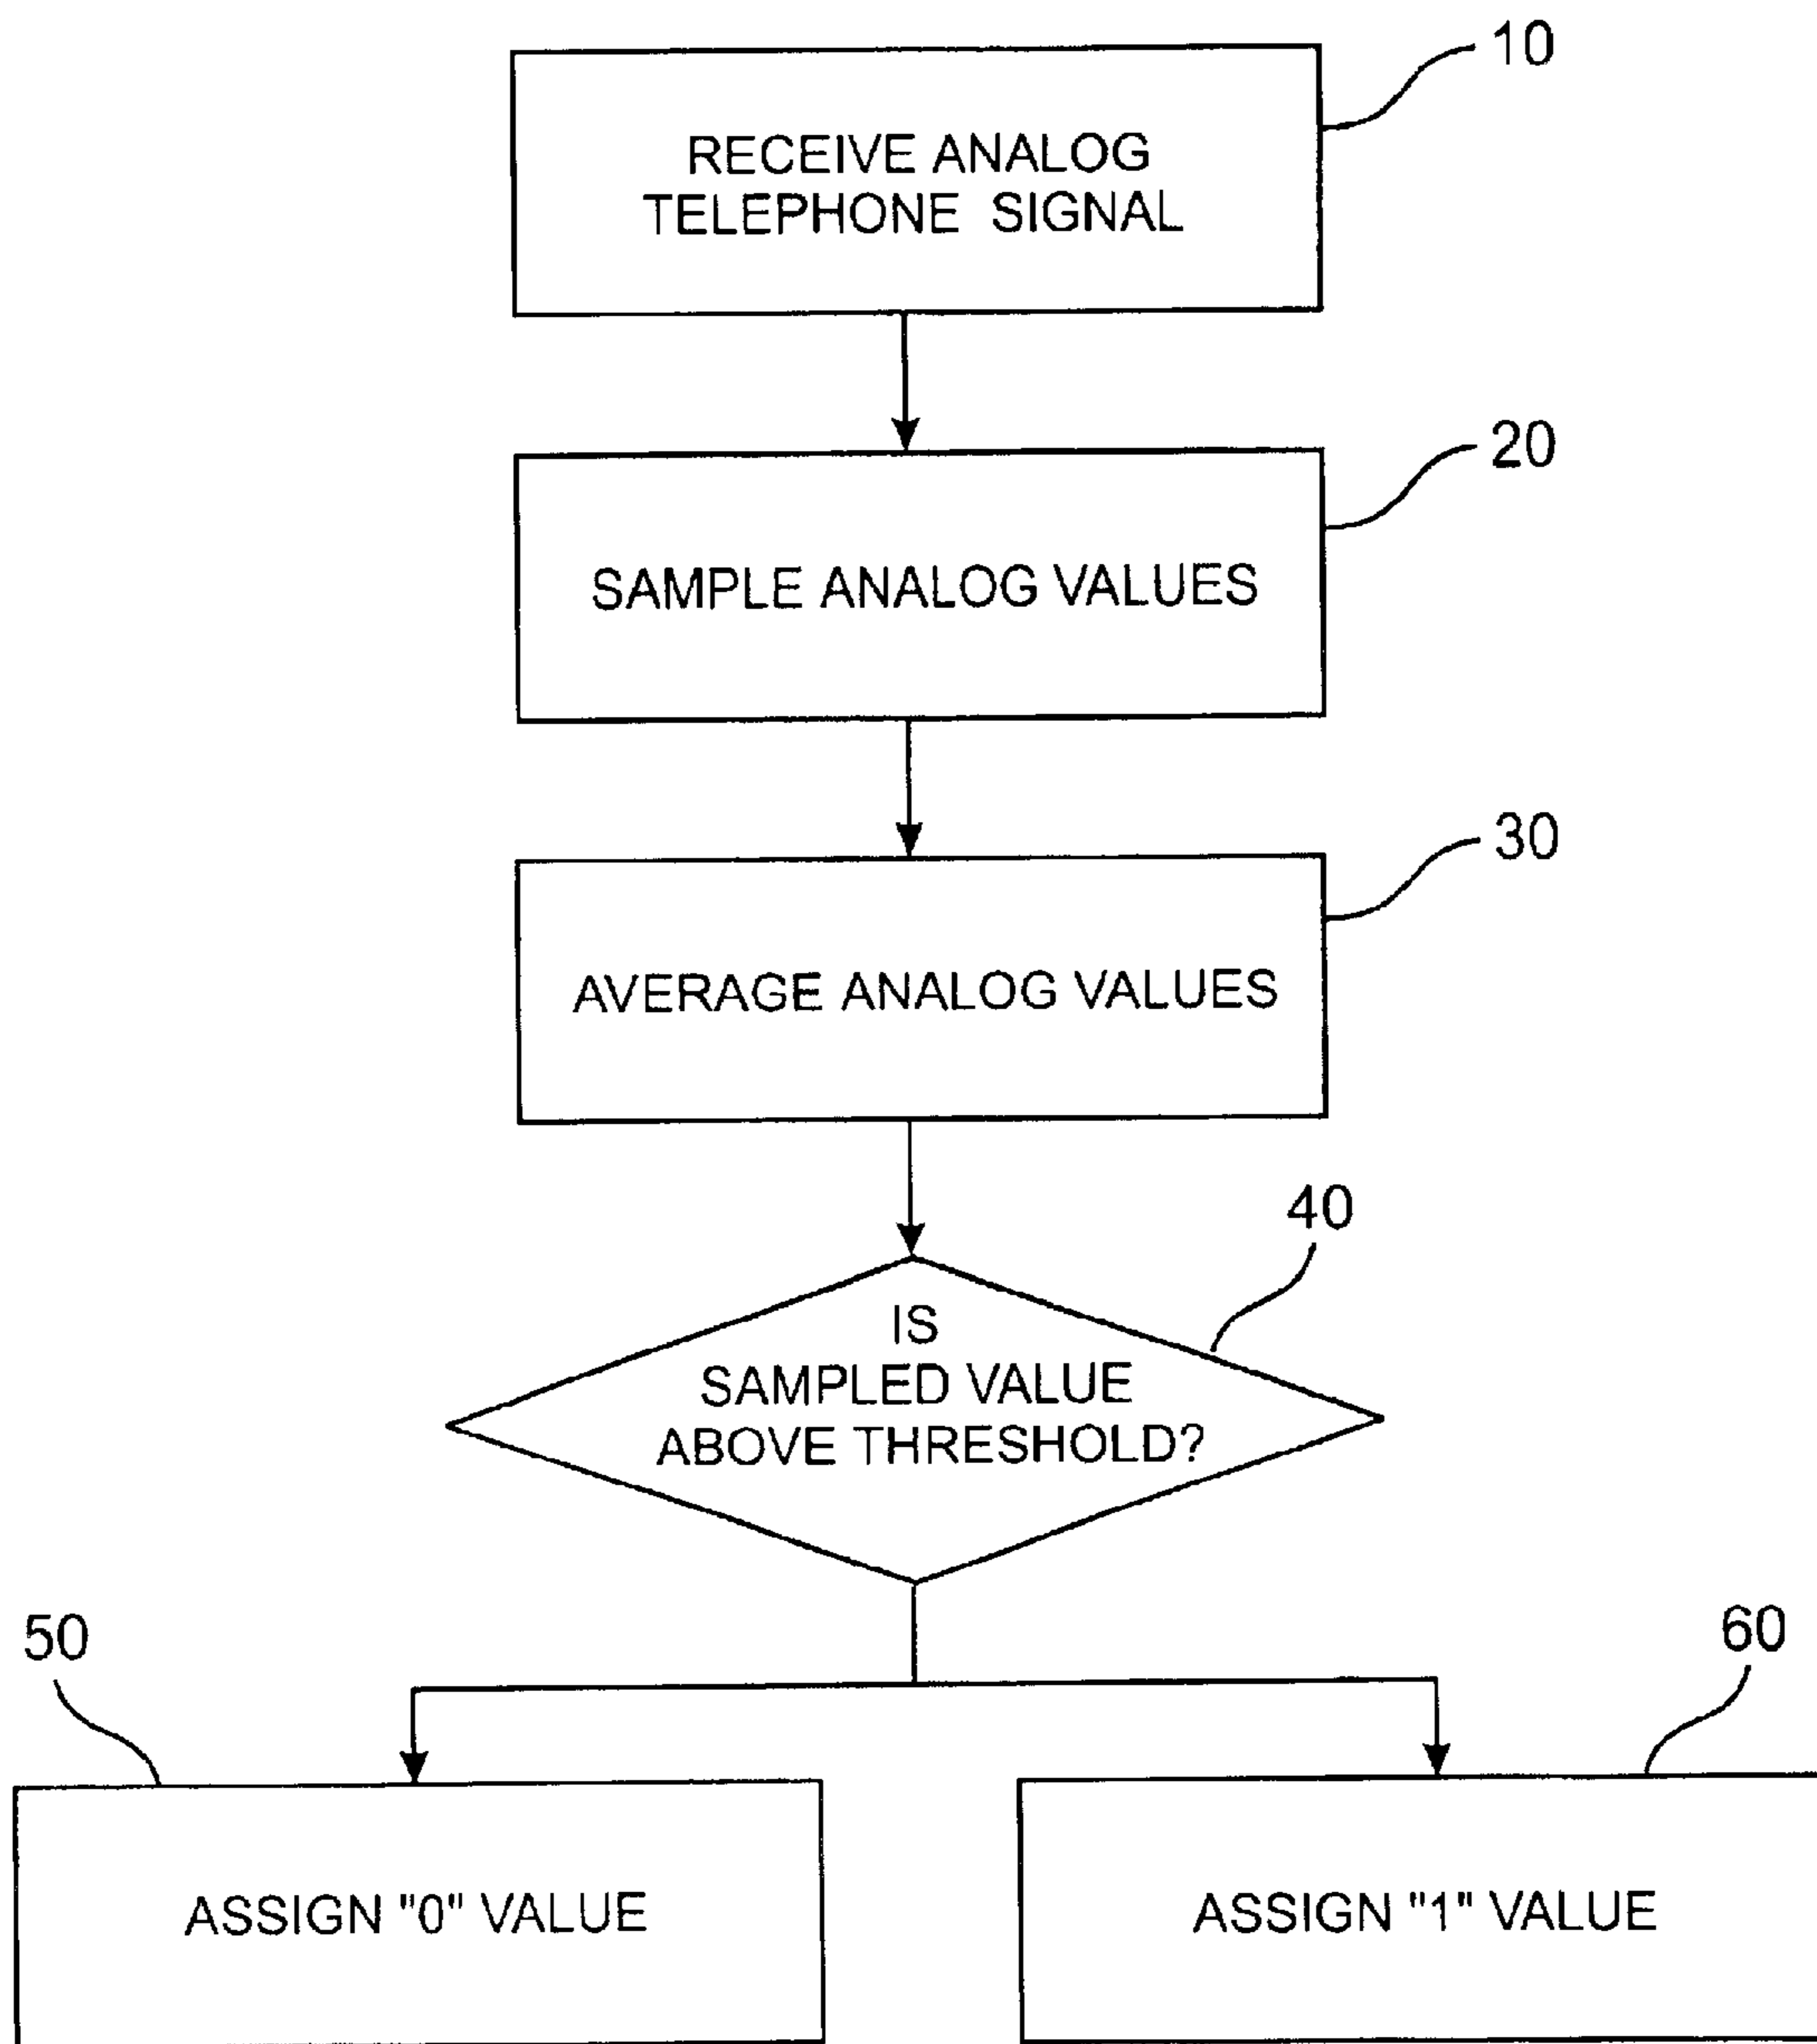 10
RECEIVE ANALOG
TELEPHONE SIGNAL
20
SAMPLE ANALOG VALUES
30
AVERAGE ANALOG VALUES
40
IS
SAMPLED VALUE
ABOVE THRESHOLD?
50
60
ASSIGN "0" VALUE
ASSIGN "1" VALUE